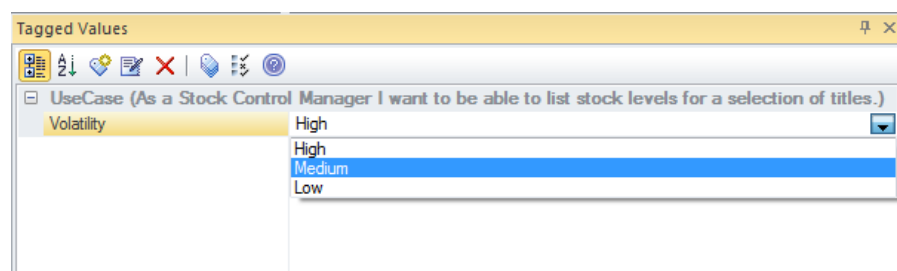 Tagged Values
UseCase (As a Stock Control Manager I want to be able to list stock levels for a selection of titles.)
Volatility High
High
Medium
Low